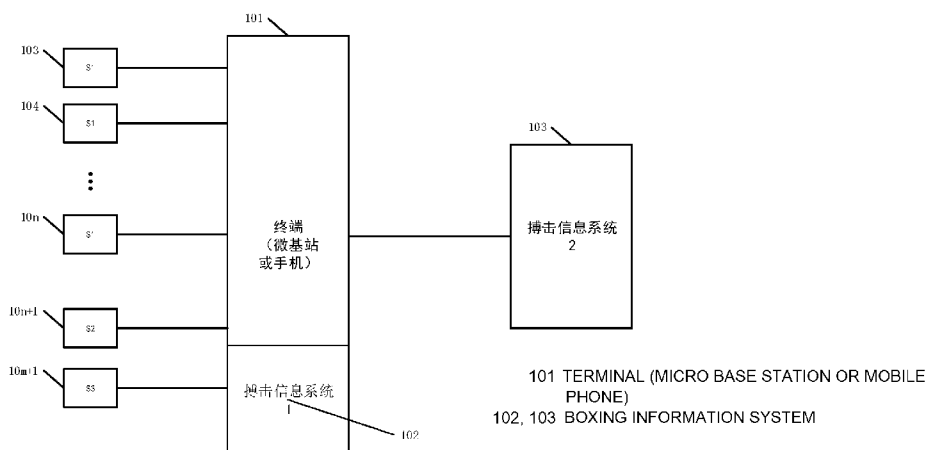 101
103
S1
104
S1
10n
S1
10n+1
S2
10m+1
S3
终端
（微基站
或手机）
搏击信息系统
1
102
103
搏击信息系统
2
101 TERMINAL (MICRO BASE STATION OR MOBILE
PHONE)
102, 103 BOXING INFORMATION SYSTEM